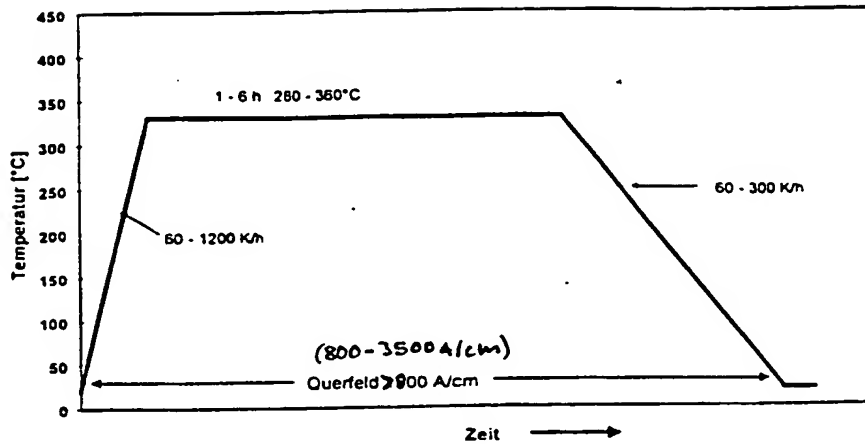 450
400
350
300
250
200
150
100
50
0
Temperatur [°C]
1 - 6 h 280 - 360°C
60 - 1200 K/h
60 - 300 K/h
(800-3500A/cm)
Querfeld>800 A/cm
Zeit